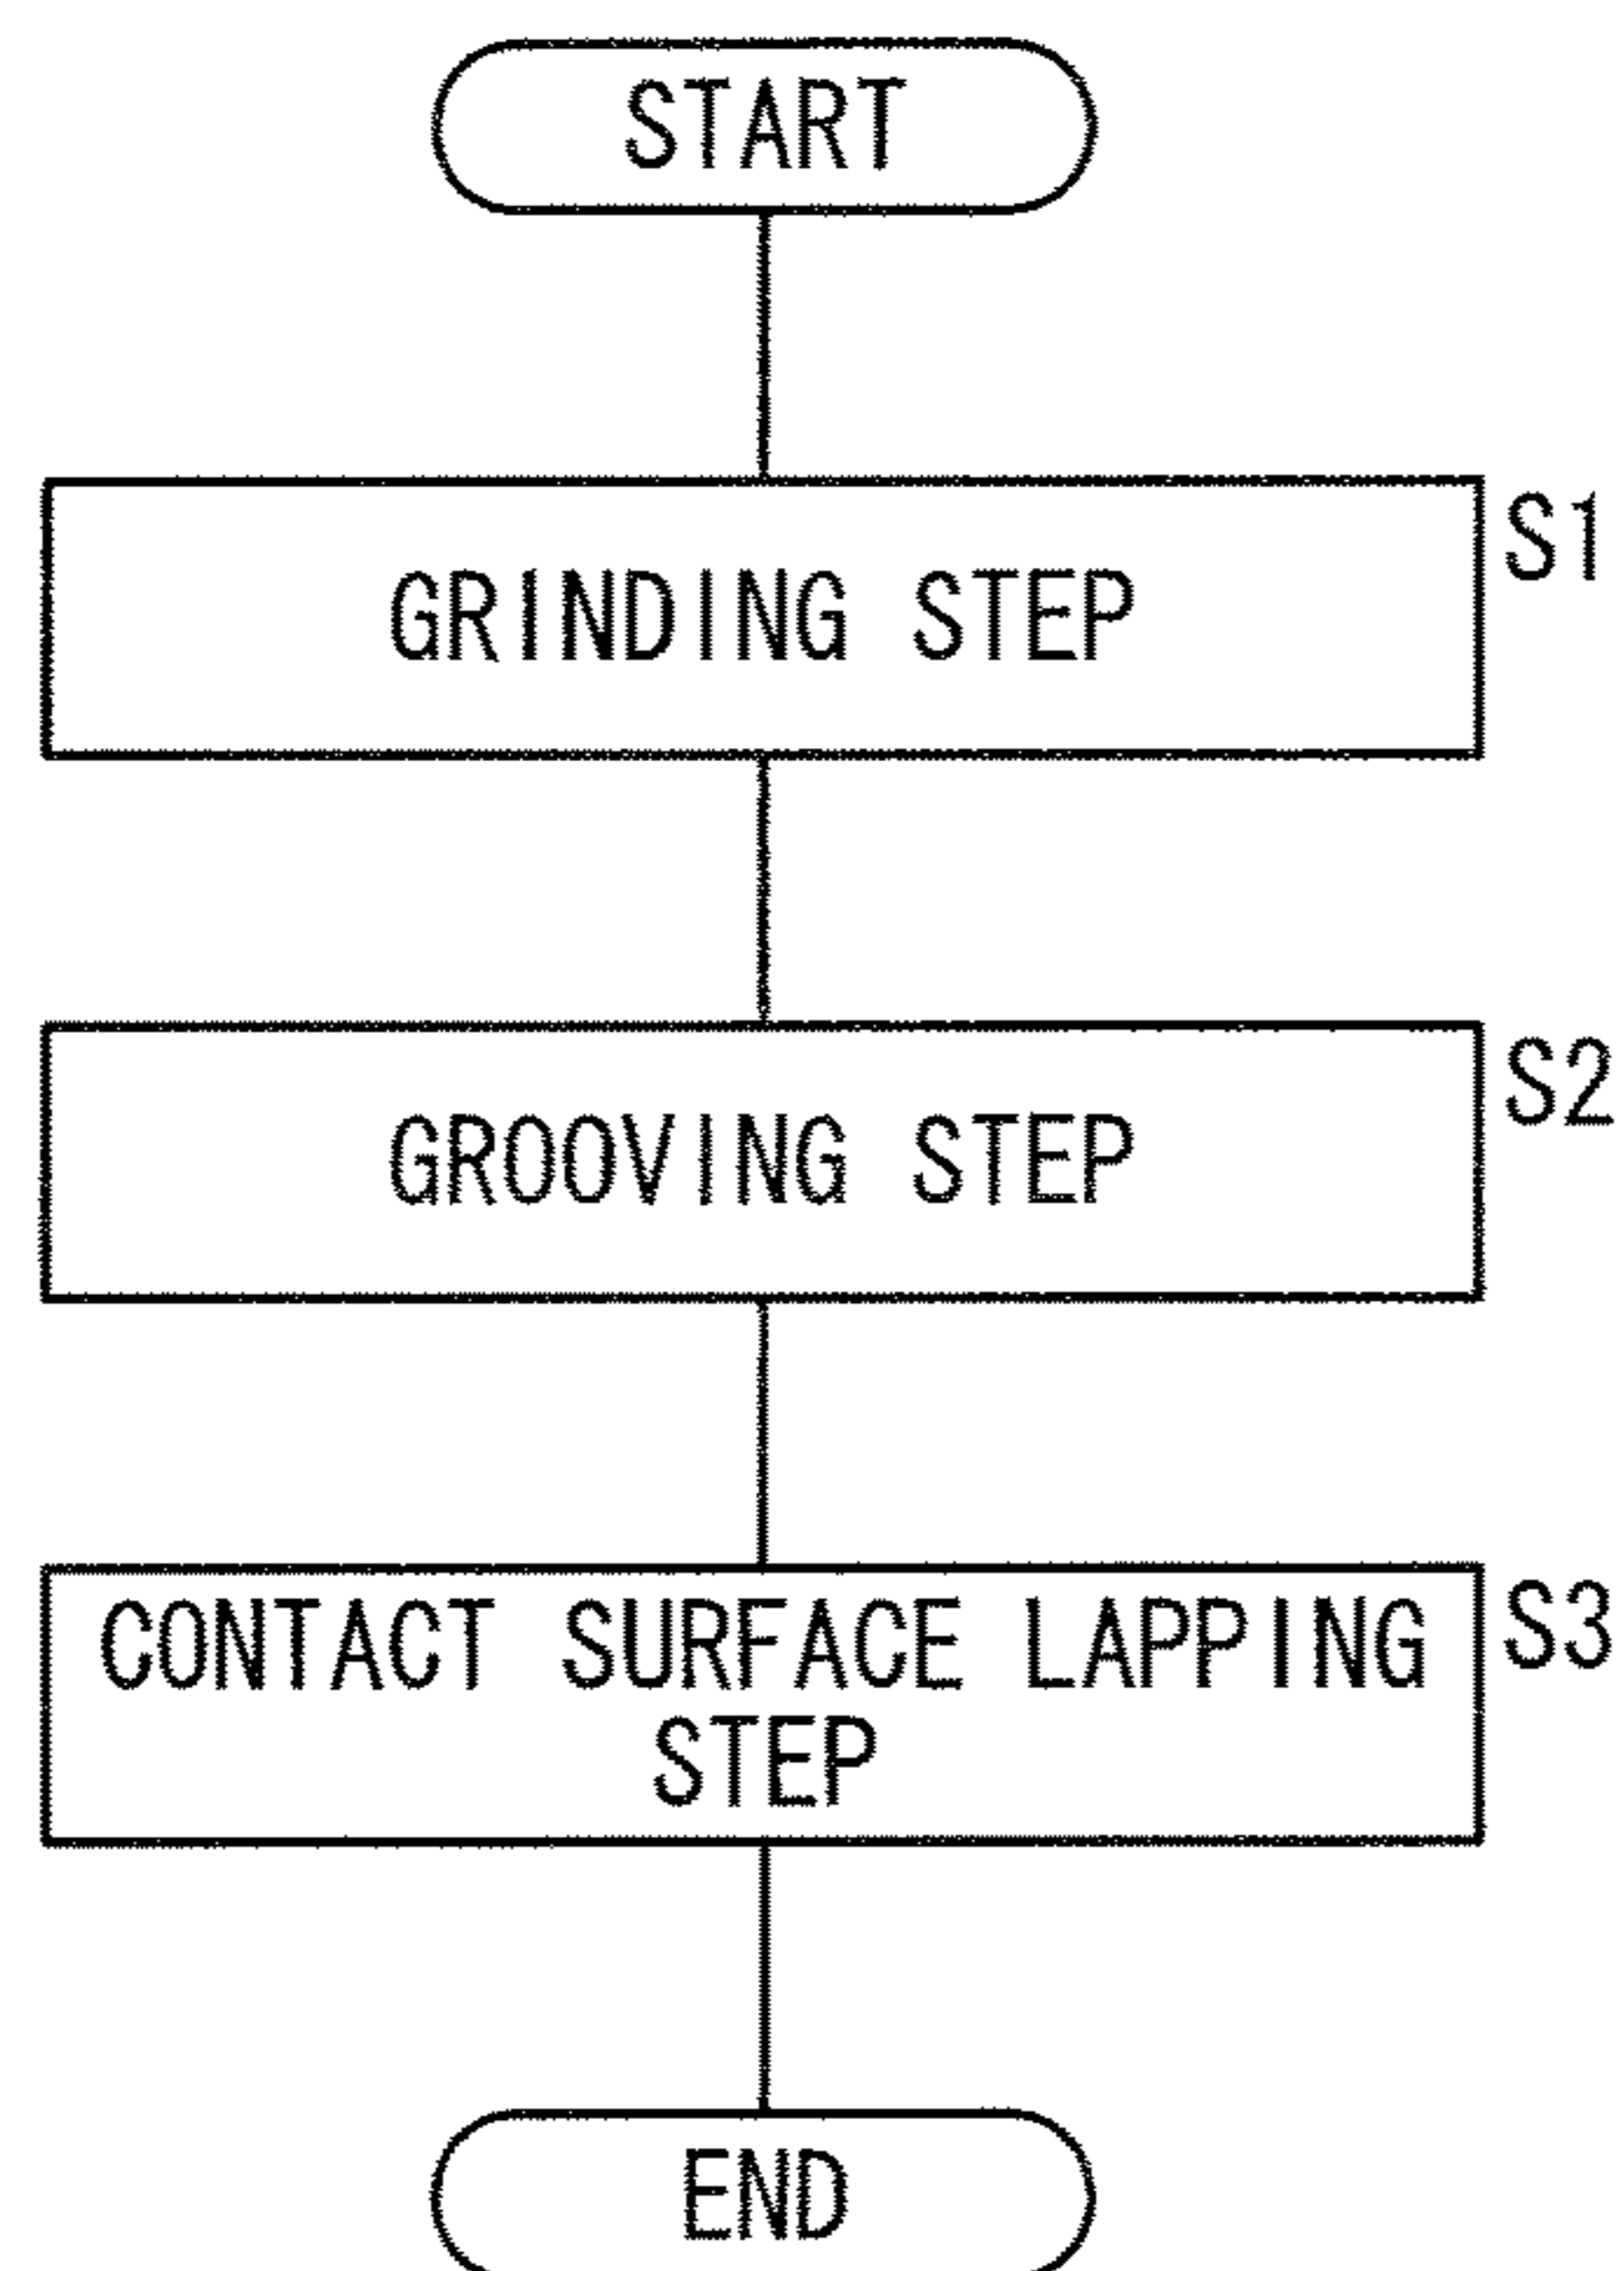 START
GRINDING STEP
S1
GROOVING STEP
S2
CONTACT SURFACE LAPPING
STEP
S3
END